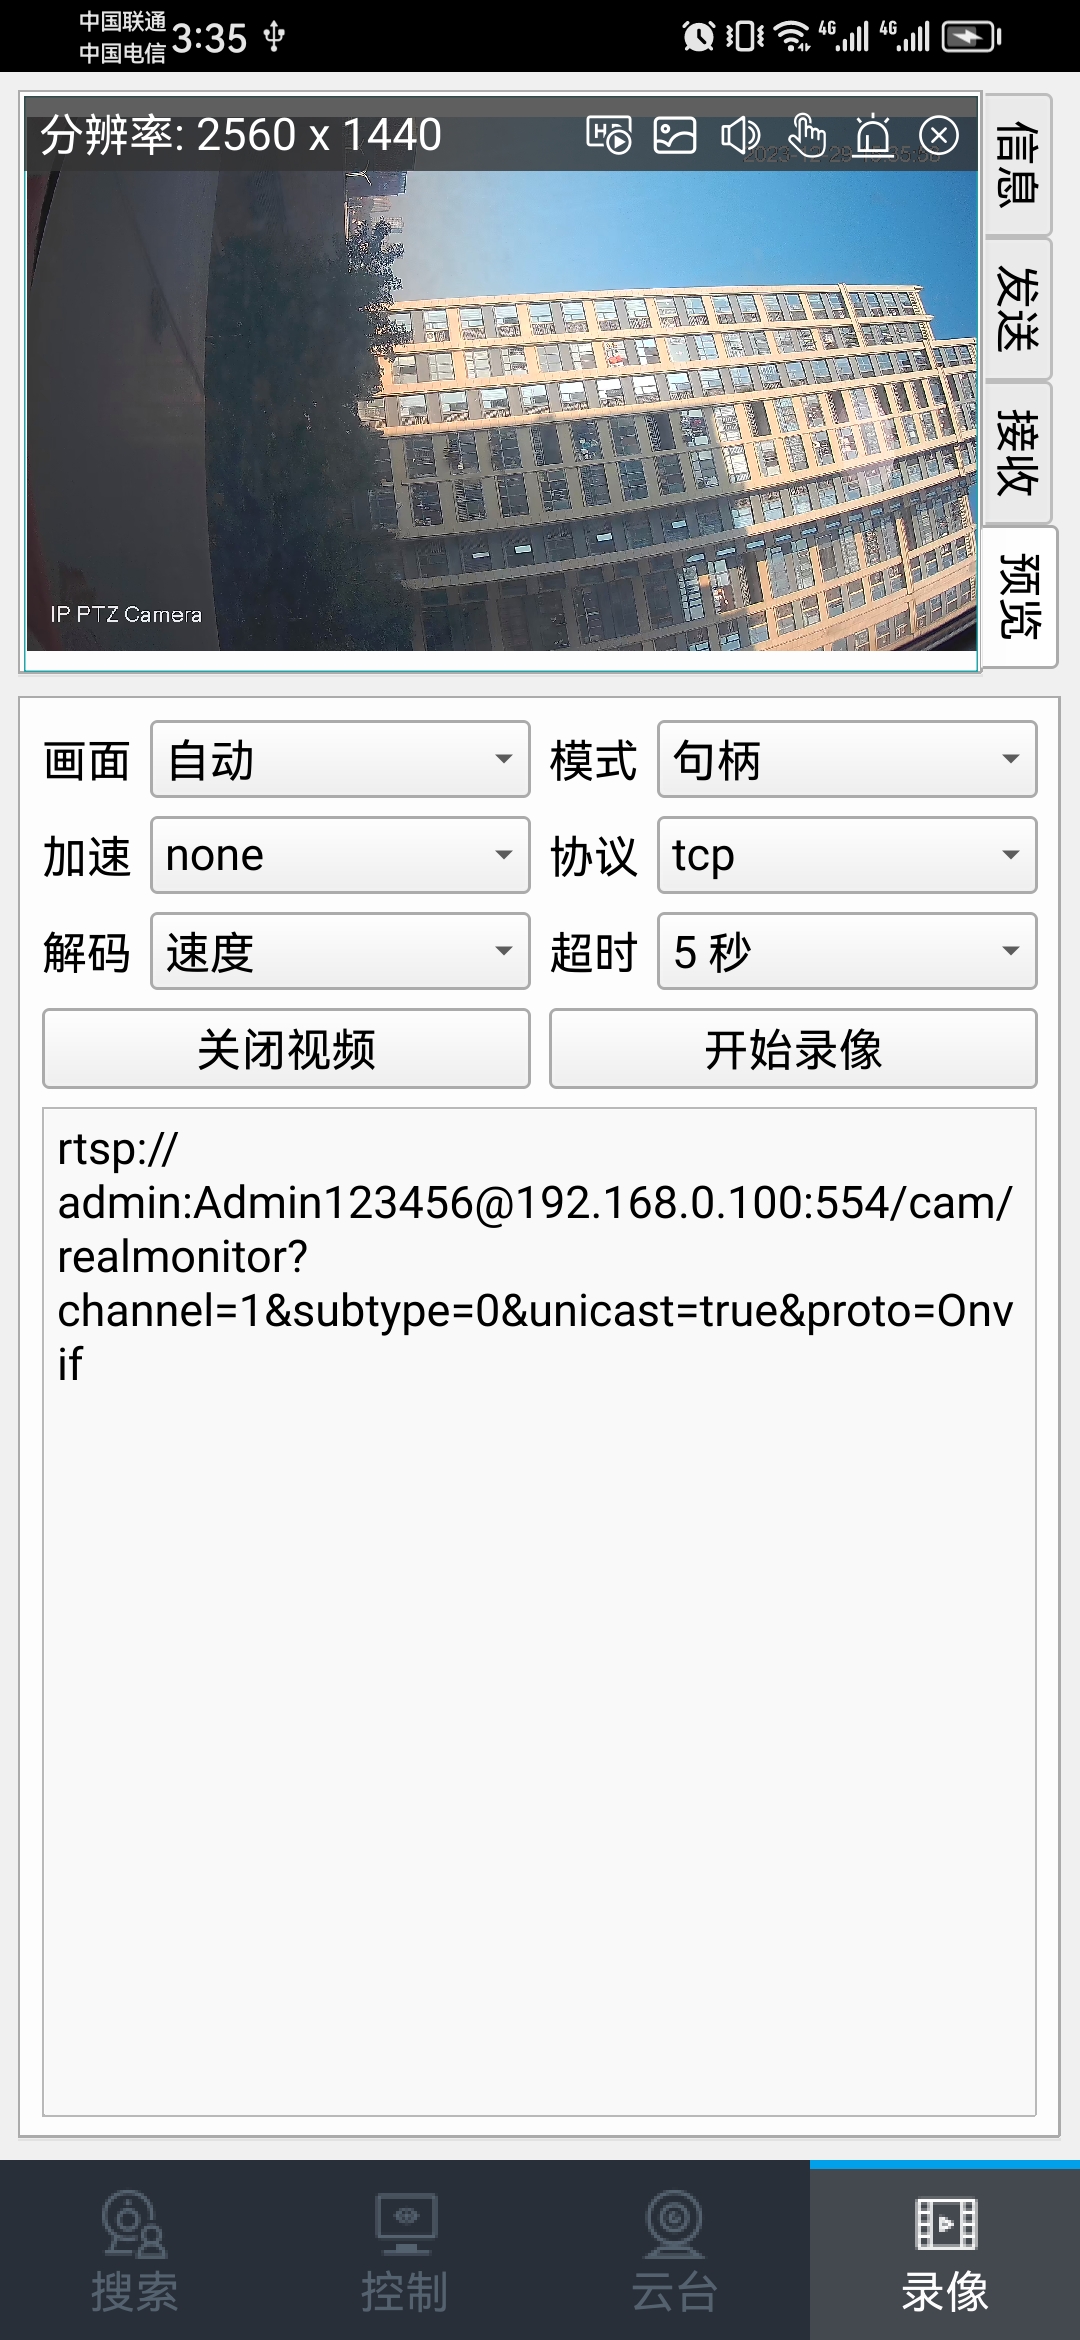 中国联通
中国电信
3:35
4G
4G
分辨率: 2560 x 1440
IP PTZ Camera
信息
发送
接收
预览
画面 自动 模式 句柄
加速 none 协议 tcp
解码 速度 超时 5 秒
关闭视频 开始录像
rtsp://
admin:Admin123456@192.168.0.100:554/cam/
realmonitor?
channel=1&subtype=0&unicast=true&proto=Onv
if
搜索 控制 云台 录像